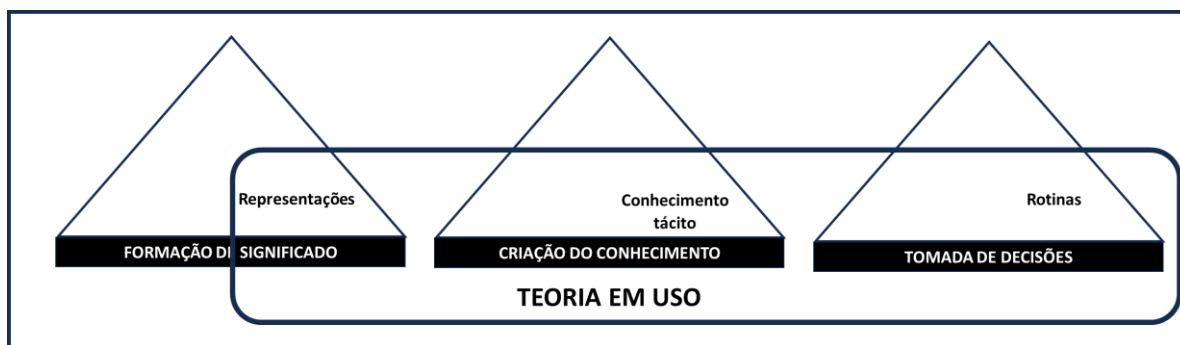 Representações
Conhecimento
tácito
Rotinas
FORMAÇÃO DE SIGNIFICADO
CRIAÇÃO DO CONHECIMENTO
TOMADA DE DECISÕES
TEORIA EM USO